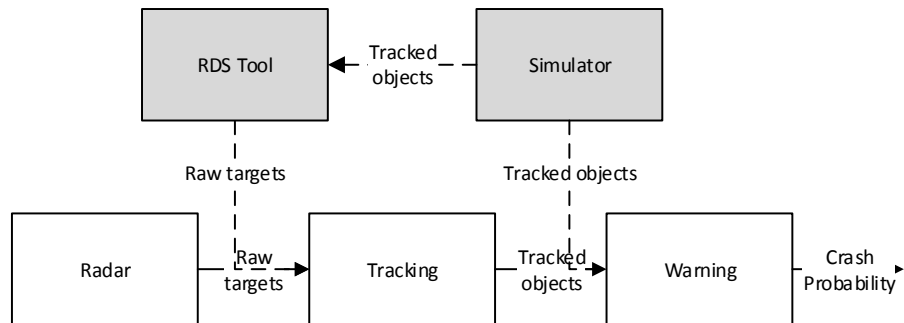 RDS Tool
Tracked
objects
Simulator
Raw targets
Tracked objects
Radar
Raw
targets
Tracking
Tracked
objects
Warning
Crash
Probability